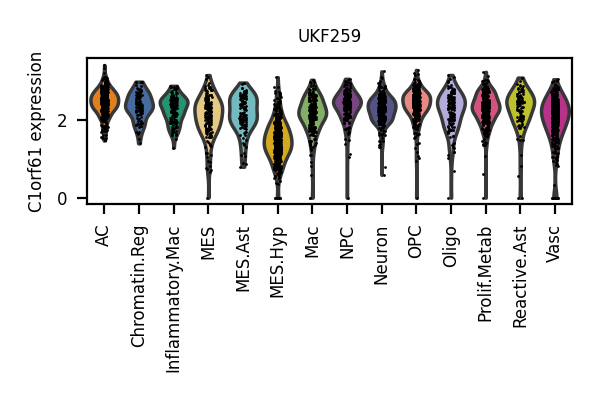 UKF259
C1orf61 expression
2
0
AC
Chromatin.Reg
Inflammatory.Mac
MES
MES.Ast
MES.Hyp
Mac
NPC
Neuron
OPC
Oligo
Prolif.Metab
Reactive.Ast
Vasc